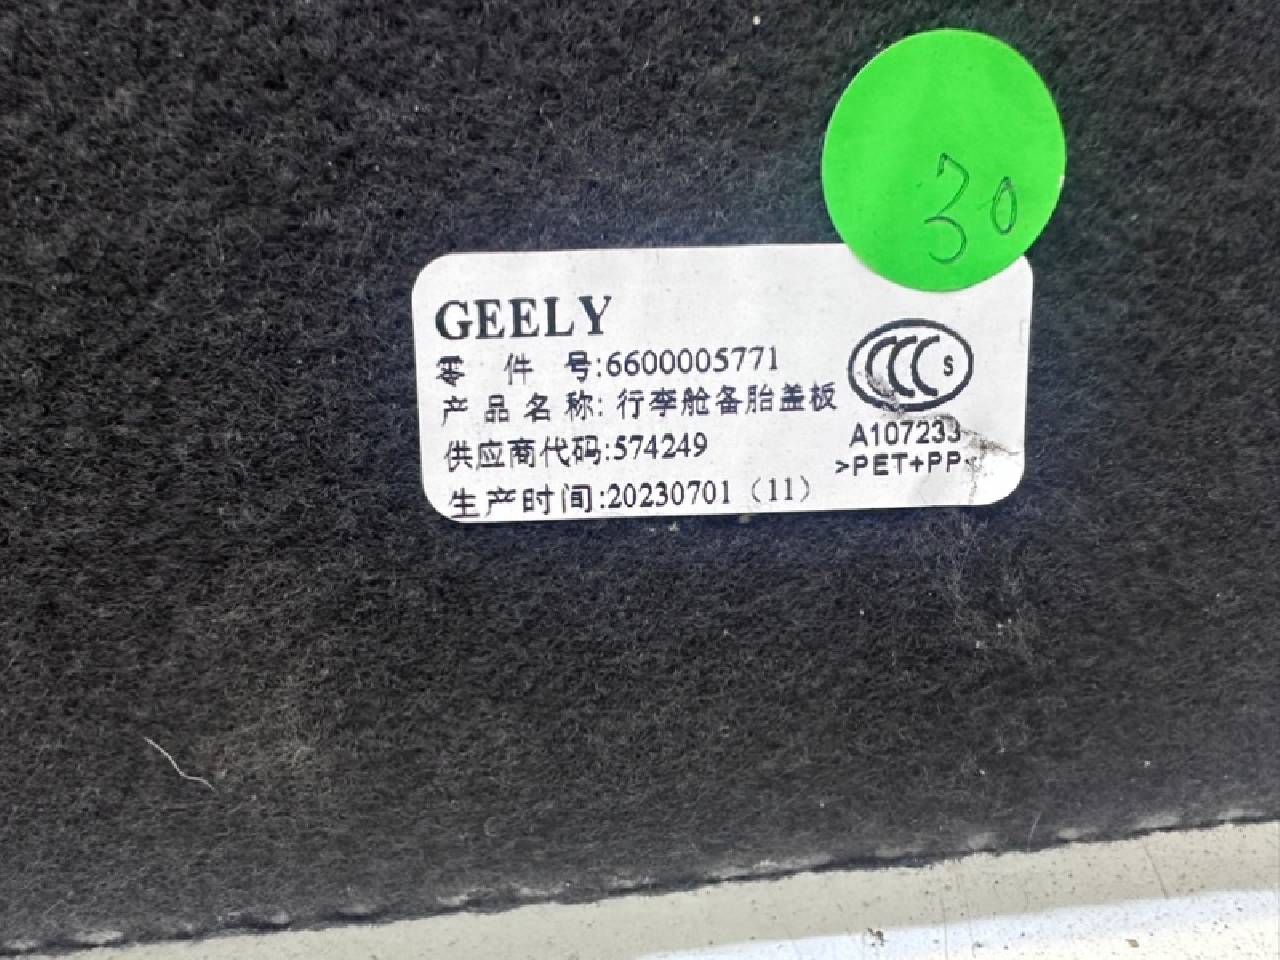 30
GEELY
零 件 号:6600005771
产品名称: 行李舱备胎盖板
供应商代码:574249
生产时间:20230701（11）
CCC S
A107233
>PET+PP<